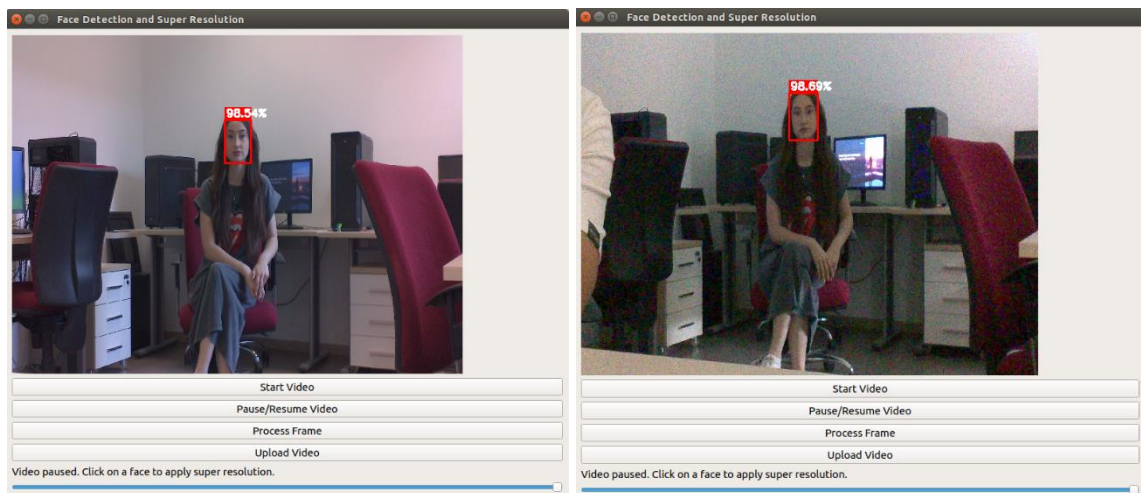 Face Detection and Super Resolution
98.54%
Start Video
Pause/Resume Video
Process Frame
Upload Video
Video paused. Click on a face to apply super resolution.
Face Detection and Super Resolution
98.69%
Start Video
Pause/Resume Video
Process Frame
Upload Video
Video paused. Click on a face to apply super resolution.